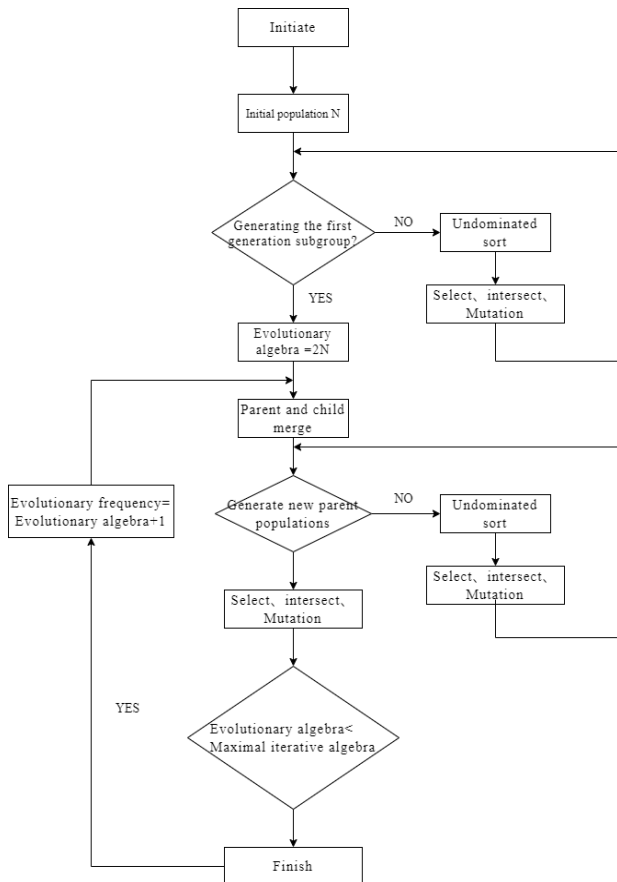 Initiate
Initial population N
Generating the first
generation subgroup?
NO
Undominated
sort
Select、intersect、
Mutation
YES
Evolutionary
algebra =2N
Parent and child
merge
Evolutionary frequency=
Evolutionary algebra+1
Generate new parent
populations
NO
Undominated
sort
Select、intersect、
Mutation
Select、intersect、
Mutation
YES
Evolutionary algebra<
Maximal iterative algebra
Finish